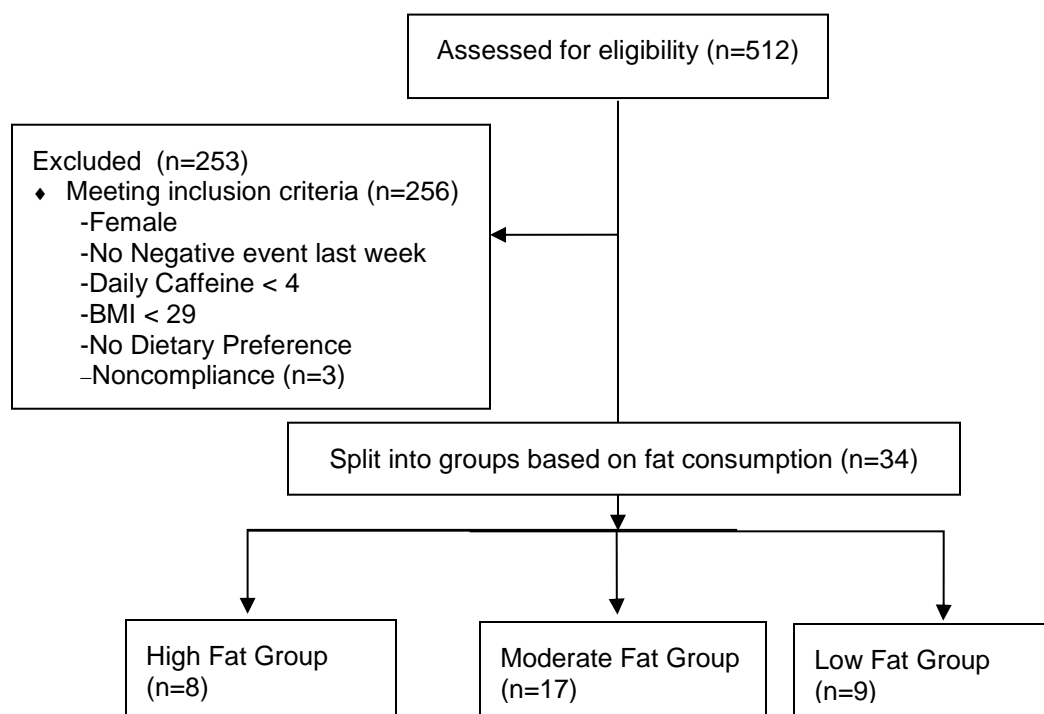 Assessed for eligibility (n=512)
Excluded (n=253)
♦ Meeting inclusion criteria (n=256)
-Female
-No Negative event last week
-Daily Caffeine < 4
-BMI < 29
-No Dietary Preference
–Noncompliance (n=3)
Split into groups based on fat consumption (n=34)
High Fat Group
(n=8)
Moderate Fat Group
(n=17)
Low Fat Group
(n=9)